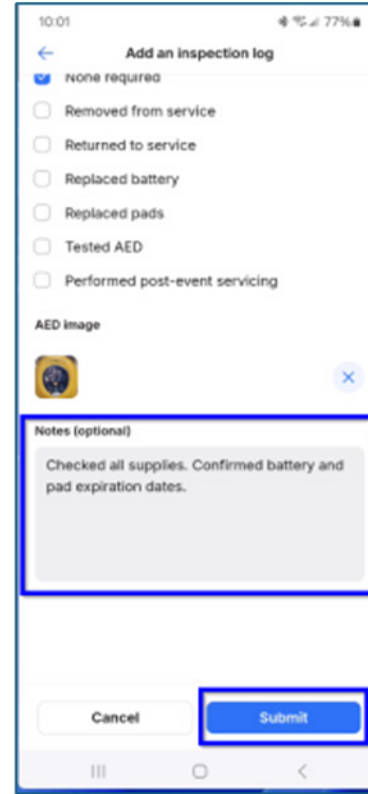 10:01 77%
Add an inspection log
None required
Removed from service
Returned to service
Replaced battery
Replaced pads
Tested AED
Performed post-event servicing
AED image
Notes (optional)
Checked all supplies. Confirmed battery and
pad expiration dates.
Cancel Submit